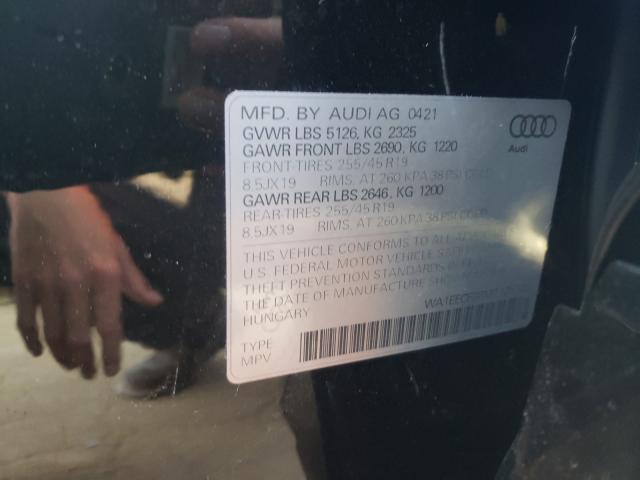 MFD. BY AUDI AG 0421
GVWR LBS 5126, KG 2325
GAWR FRONT LBS 2690, KG 1220
FRONT-TIRES 255/45 R19
8.5JX19 RIMS, AT 260 KPA 38 PSI COLD
GAWR REAR LBS 2646, KG 1200
REAR-TIRES 255/45 R19
8.5JX19 RIMS, AT 260 KPA 38 PSI COLD
Audi
THIS VEHICLE CONFORMS TO ALL
U.S. FEDERAL MOTOR VEHICLE
THEFT PREVENTION STANDARDS IN
THE DATE OF MANUFACTURE
HUNGARY
TYPE
MPV